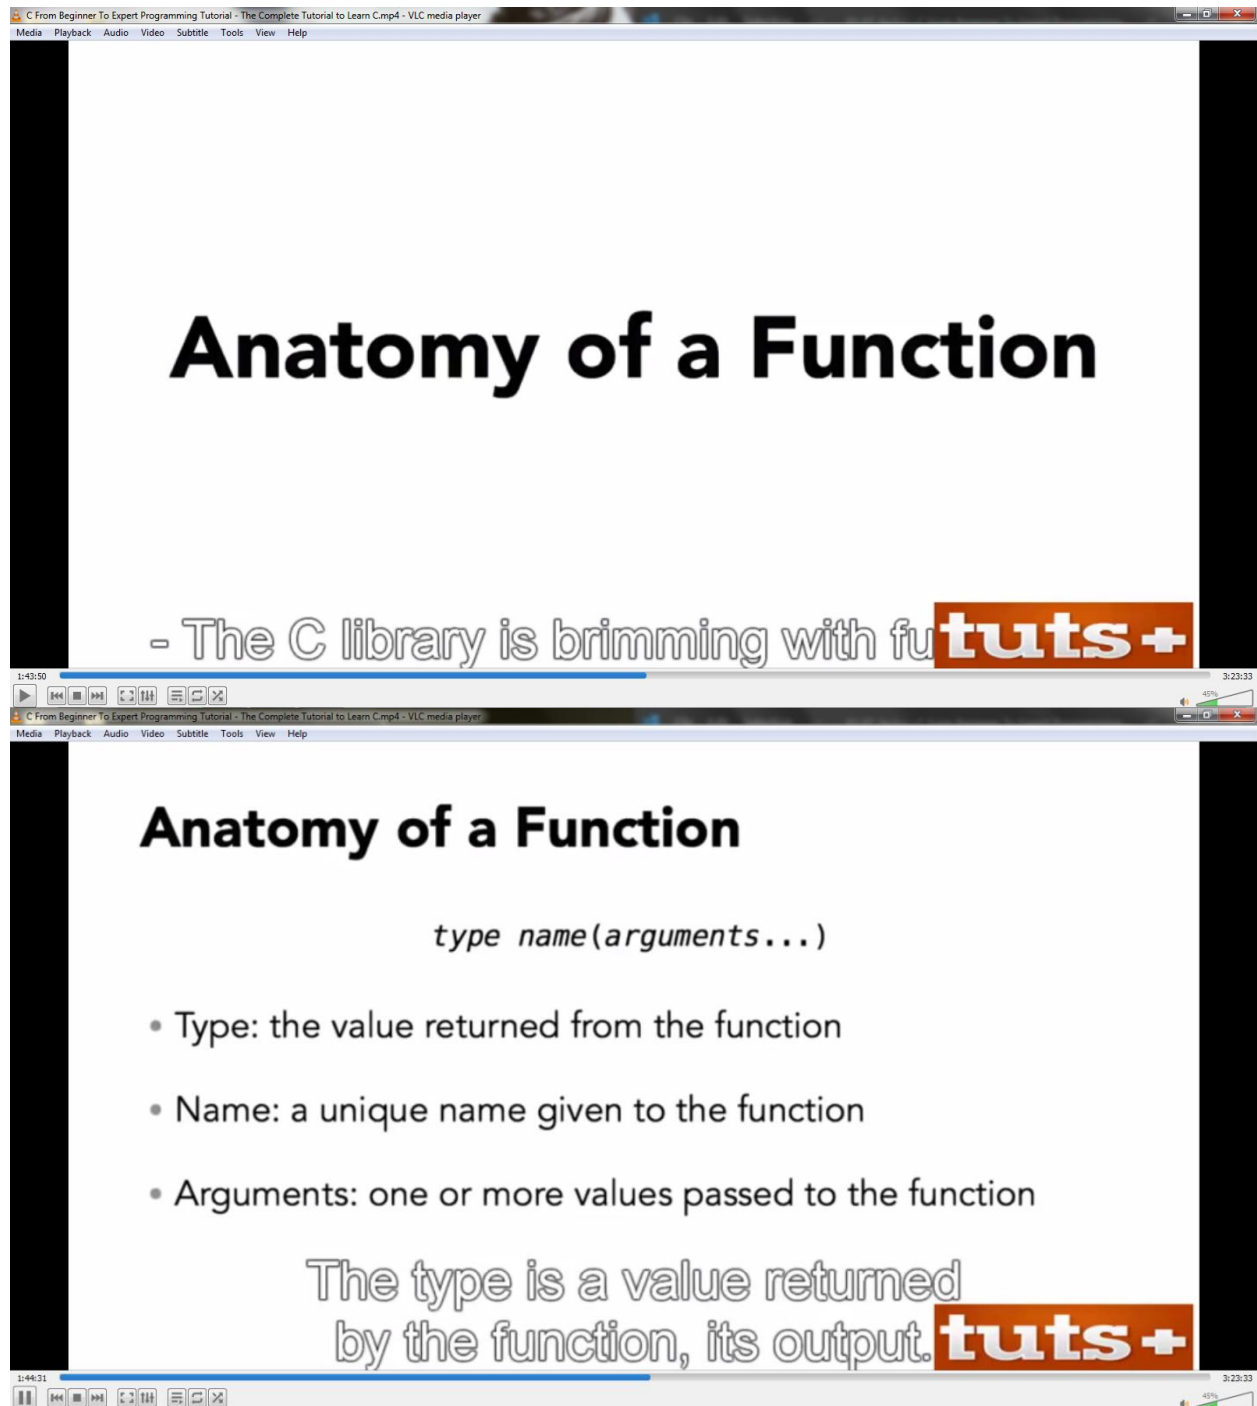 C From Beginner To Expert Programming Tutorial - The Complete Tutorial to Learn C.mp4 - VLC media player
Media Playback Audio Video Subtitle Tools View Help
Anatomy of a Function
- The C library is brimming with fu
tuts+
1:43:50
3:23:33
45%
C From Beginner To Expert Programming Tutorial - The Complete Tutorial to Learn C.mp4 - VLC media player
Media Playback Audio Video Subtitle Tools View Help
Anatomy of a Function
type name(arguments...)
• Type: the value returned from the function
• Name: a unique name given to the function
• Arguments: one or more values passed to the function
The type is a value returned
by the function, its output.
tuts+
1:44:31
3:23:33
45%